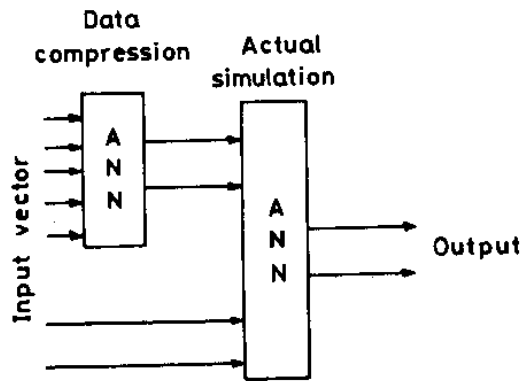 Data
compression
Actual
simulation
Input vector
A
N
N
A
N
N
Output